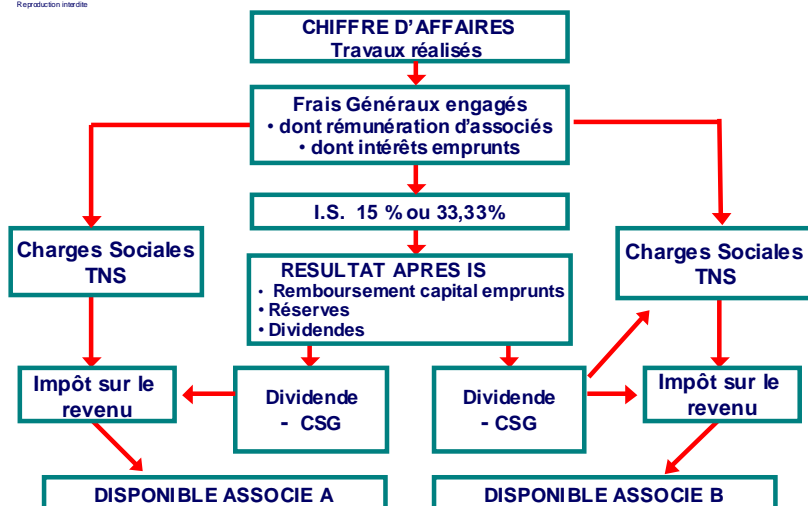 Reproduction interdite
CHIFFRE D'AFFAIRES
Travaux réalisés
Frais Généraux engagés
• dont rémunération d'associés
• dont intérêts emprunts
I.S. 15 % ou 33,33%
Charges Sociales
TNS
RESULTAT APRES IS
• Remboursement capital emprunts
• Réserves
• Dividendes
Charges Sociales
TNS
Impôt sur le
revenu
Dividende
- CSG
Dividende
- CSG
Impôt sur le
revenu
DISPONIBLE ASSOCIE A
DISPONIBLE ASSOCIE B